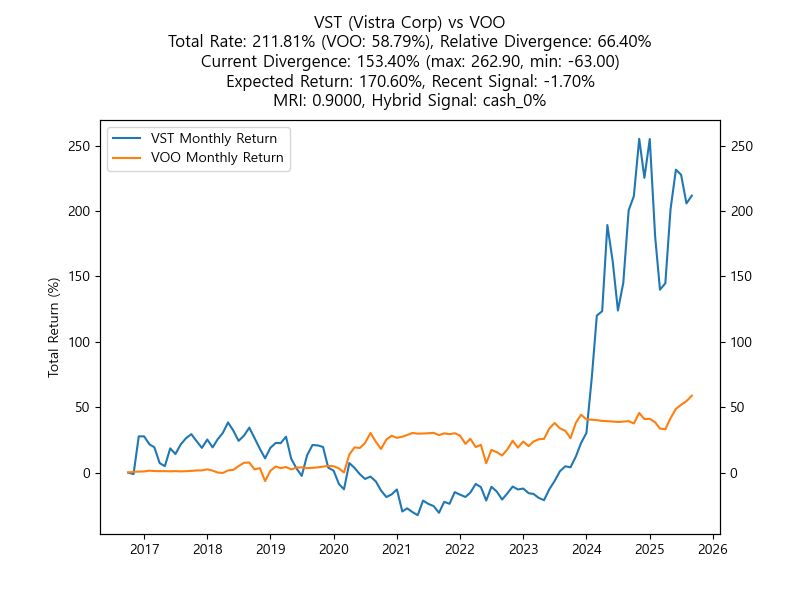 VST (Vistra Corp) vs VOO
Total Rate: 211.81% (VOO: 58.79%), Relative Divergence: 66.40%
Current Divergence: 153.40% (max: 262.90, min: -63.00)
Expected Return: 170.60%, Recent Signal: -1.70%
MRI: 0.9000, Hybrid Signal: cash_0%
VST Monthly Return
VOO Monthly Return
Total Return (%)
250
200
150
100
50
0
250
200
150
100
50
0
2017 2018 2019 2020 2021 2022 2023 2024 2025 2026